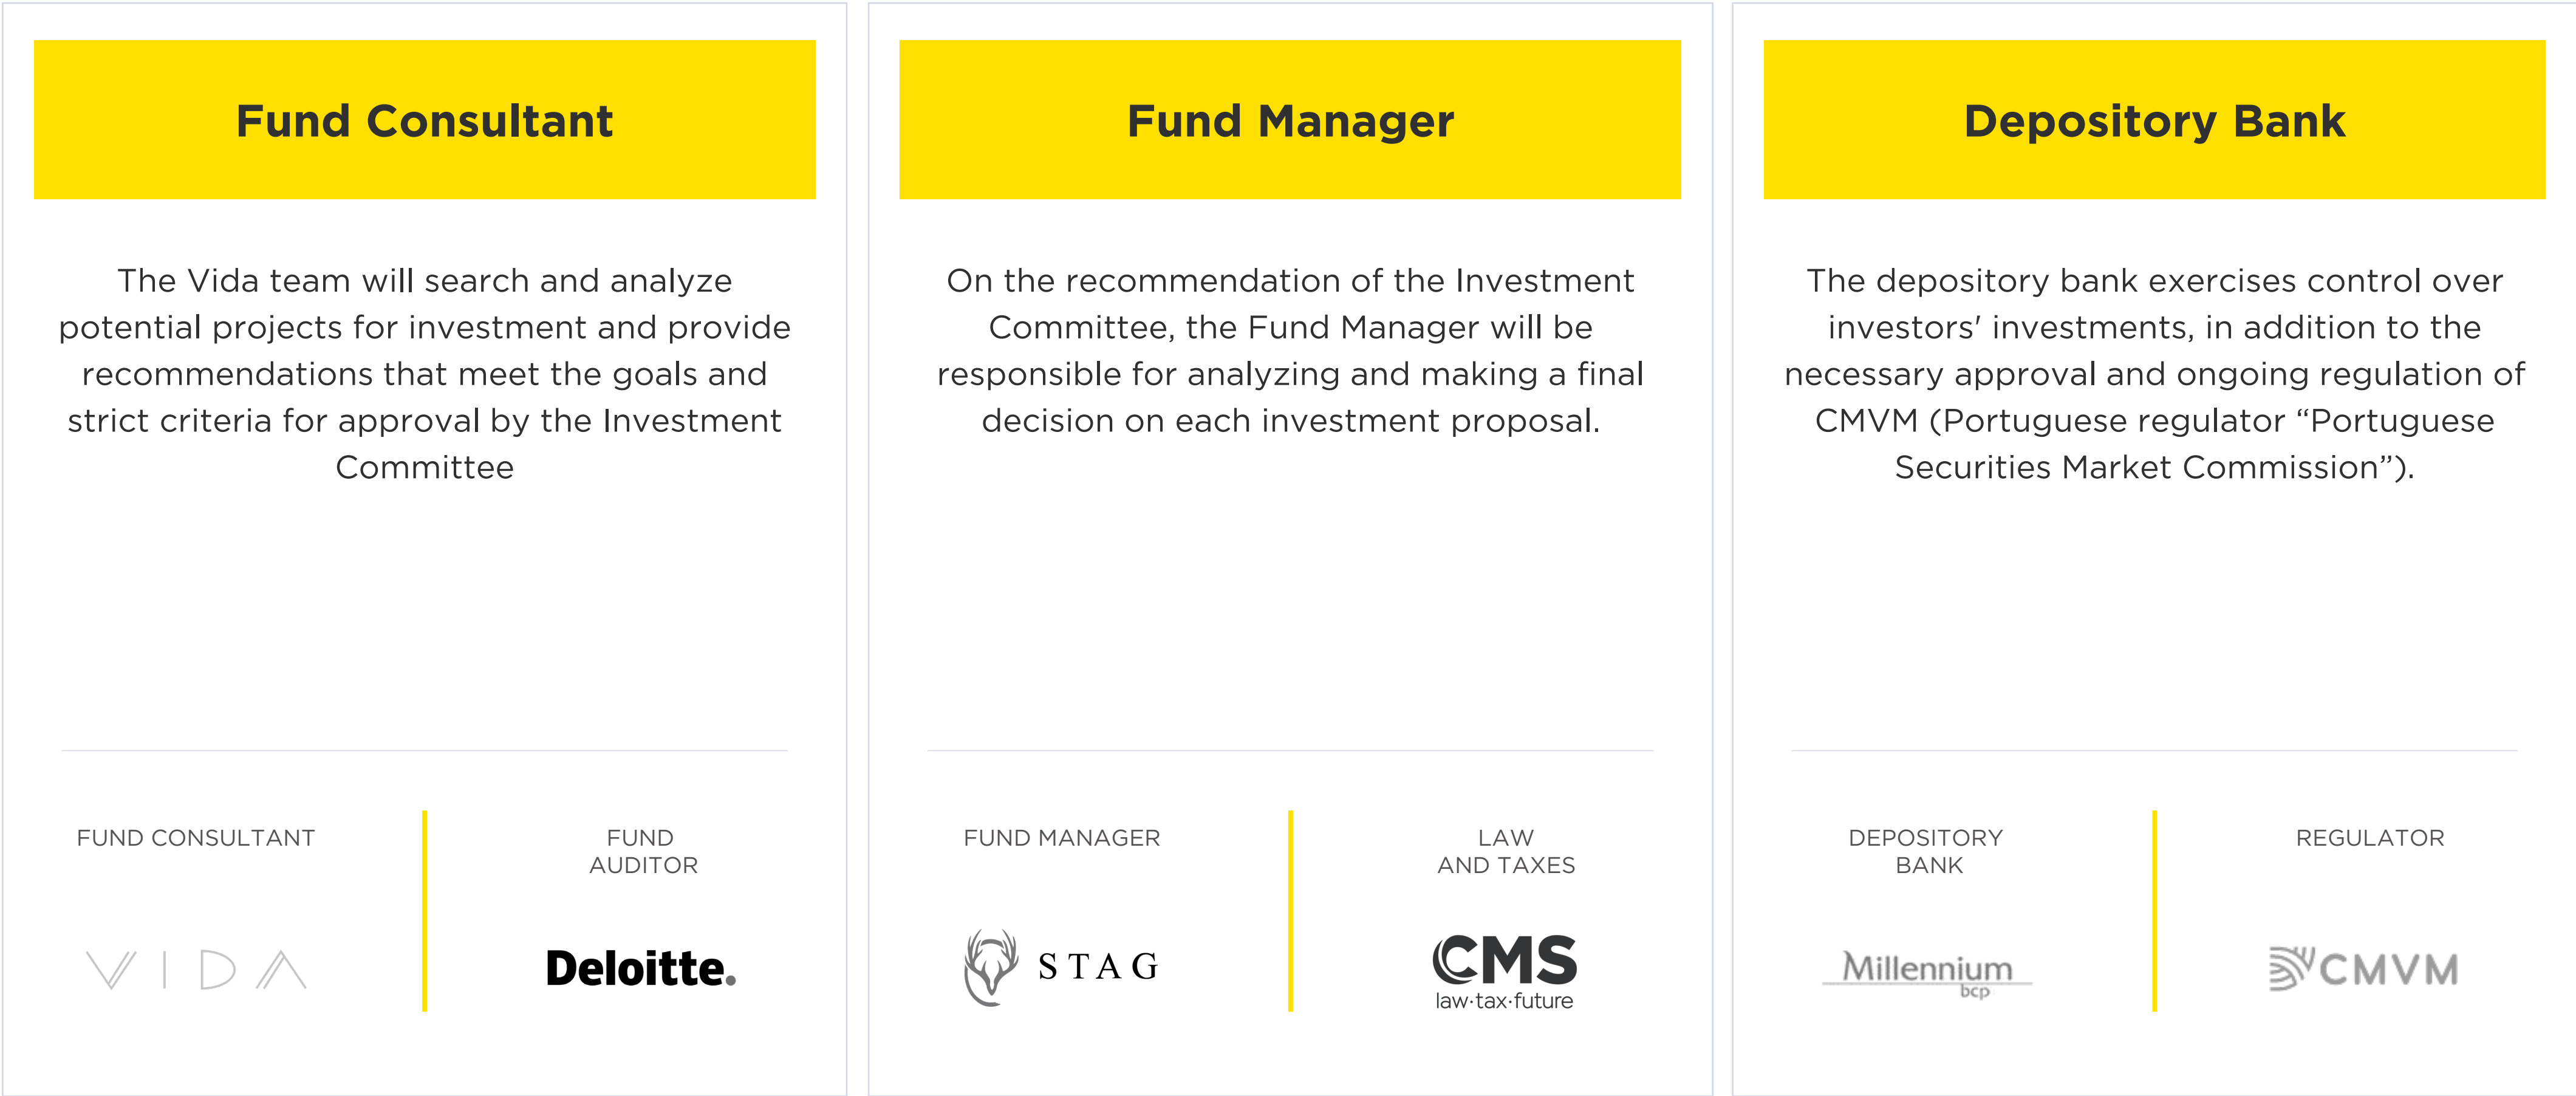 Fund Consultant
The Vida team will search and analyze
potential projects for investment and provide
recommendations that meet the goals and
strict criteria for approval by the Investment
Committee
FUND CONSULTANT
VIDA
FUND
AUDITOR
Deloitte.
Fund Manager
On the recommendation of the Investment
Committee, the Fund Manager will be
responsible for analyzing and making a final
decision on each investment proposal.
FUND MANAGER
STAG
LAW
AND TAXES
CMS
law·tax·future
Depository Bank
The depository bank exercises control over
investors' investments, in addition to the
necessary approval and ongoing regulation of
CMVM (Portuguese regulator “Portuguese
Securities Market Commission”).
DEPOSITORY
BANK
Millennium
bcp
REGULATOR
CMVM